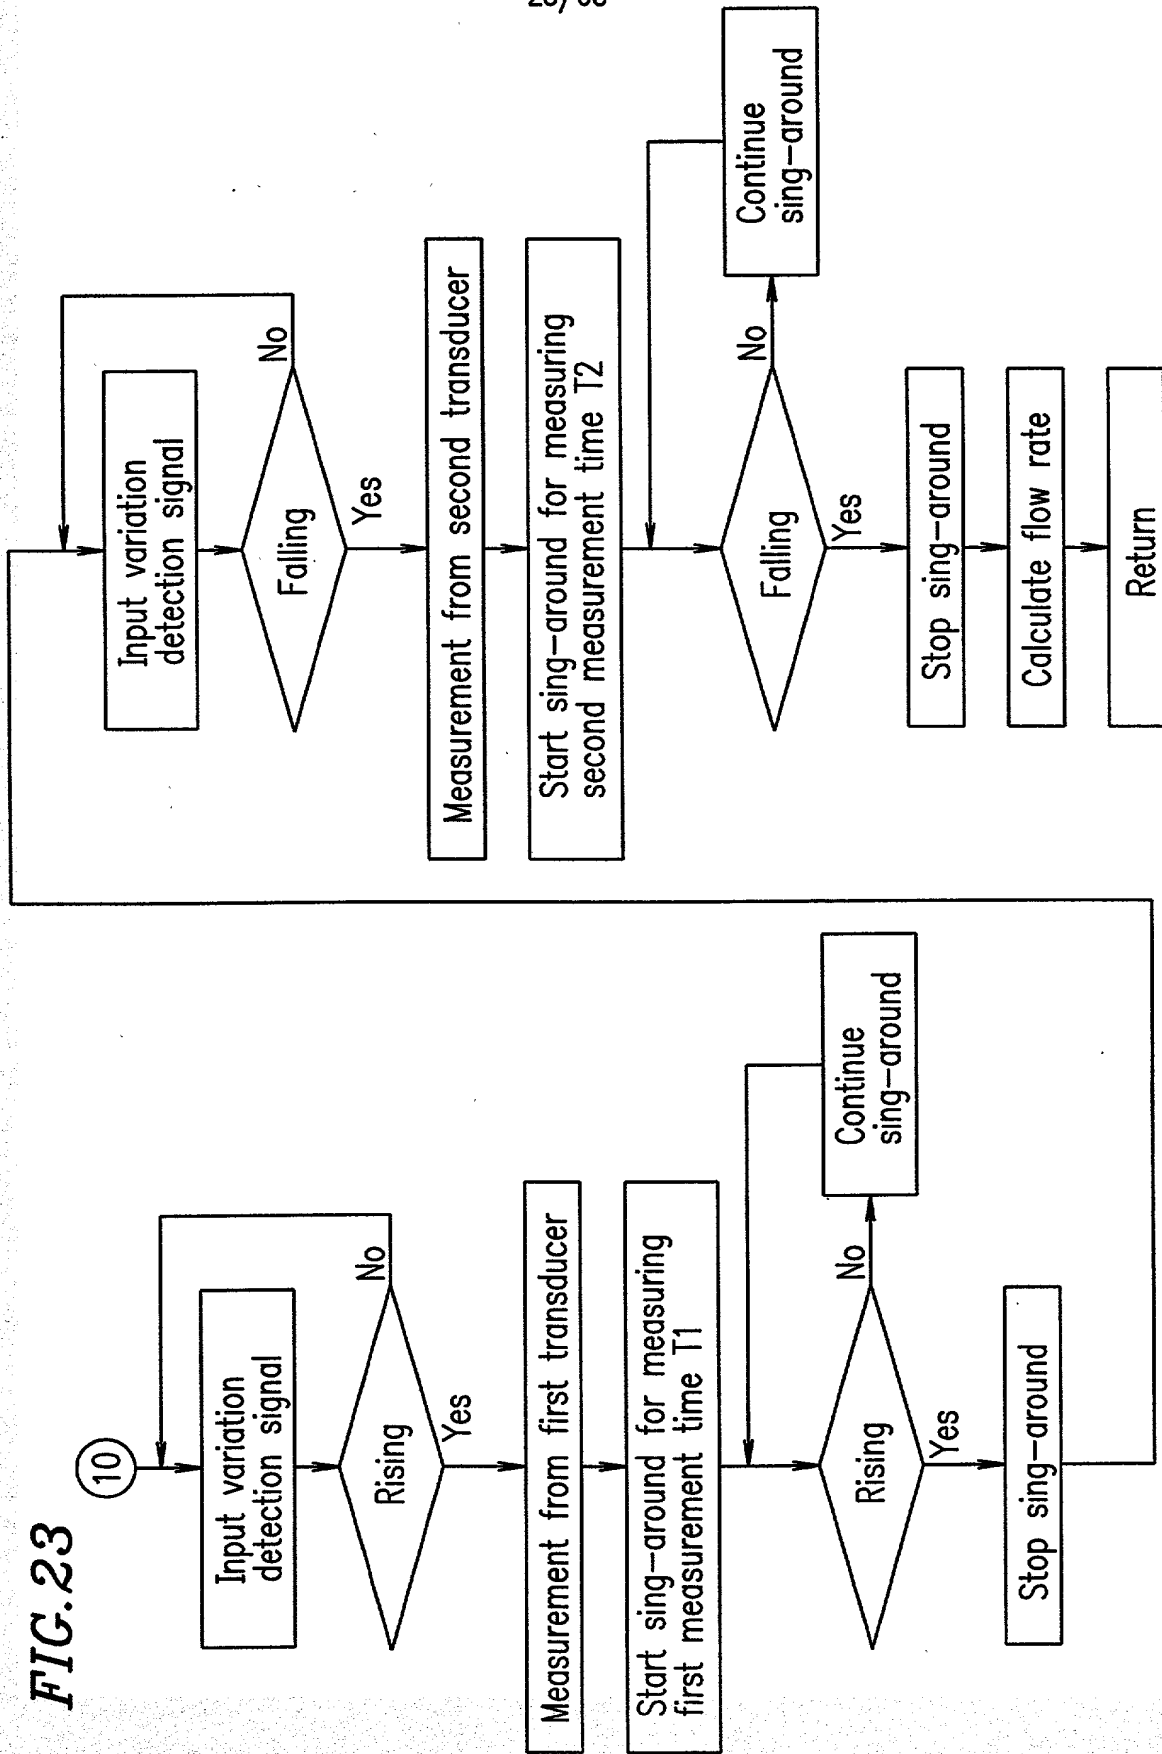 FIG.23
10
Input variation
detection signal
Rising
No
Yes
Measurement from first transducer
Start sing-around for measuring
first measurement time T1
Rising
No
Continue
sing-around
Yes
Stop sing-around
Input variation
detection signal
Falling
No
Yes
Measurement from second transducer
Start sing-around for measuring
second measurement time T2
Falling
No
Continue
sing-around
Yes
Stop sing-around
Calculate flow rate
Return